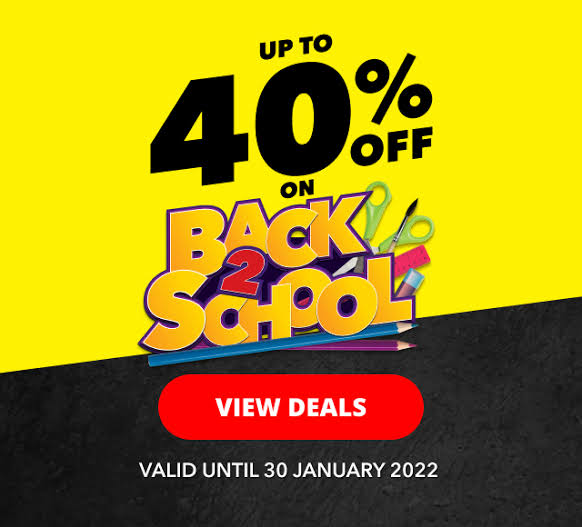 UP TO
40% OFF
ON
BACK
2
SCHOOL
VIEW DEALS
VALID UNTIL 30 JANUARY 2022